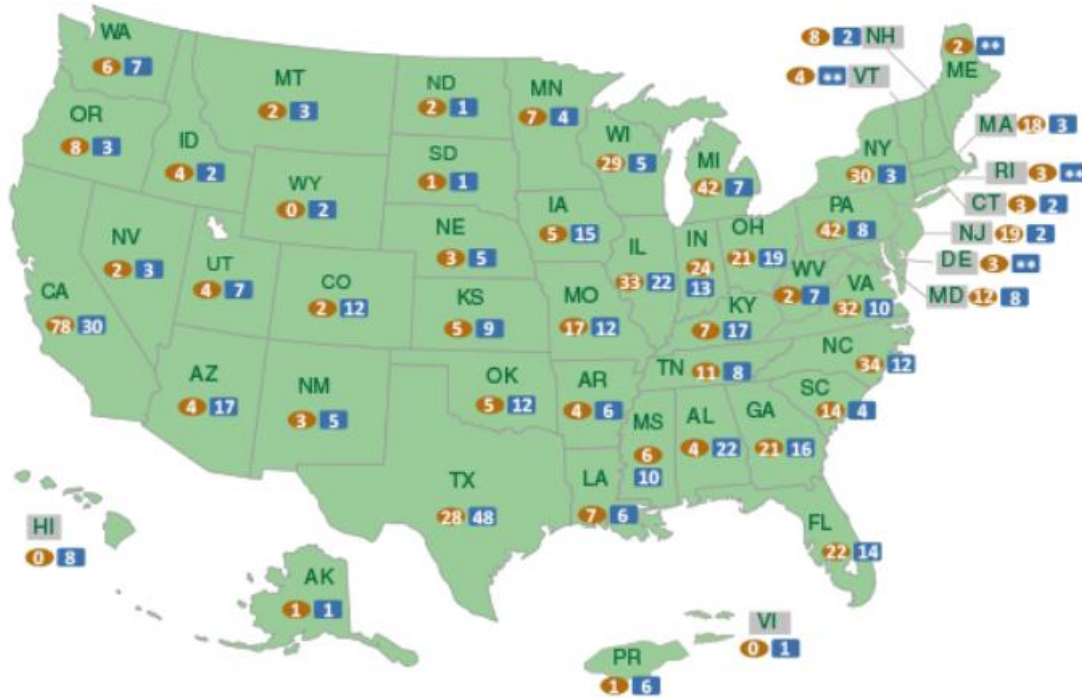 WA
6 7
MT
2 3
ND
2 1
MN
7 4
8 2 NH
4 ** VT
2 **
ME
OR
8 3
ID
4 2
WY
0 2
SD
1 1
WI
29 5
MI
42 7
NY
30 3
MA 18 3
RI 3 **
CT 3 2
NJ 19 2
DE 3 **
MD 12 8
NV
2 3
UT
4 7
CO
2 12
NE
3 5
IA
5 15
IL
33 22
IN
24
13
OH
21 19
PA
42 8
WV
2 7
VA
32 10
CA
78 30
KS
5 9
MO
17 12
KY
7 17
TN 11 8
NC
34 12
AZ
4 17
NM
3 5
OK
5 12
AR
4 6
MS
6
10
AL
4 22
GA
21 16
SC
14 4
TX
28 48
LA
7 6
FL
22 14
HI
0 8
AK
1 1
PR
1 6
VI
0 1